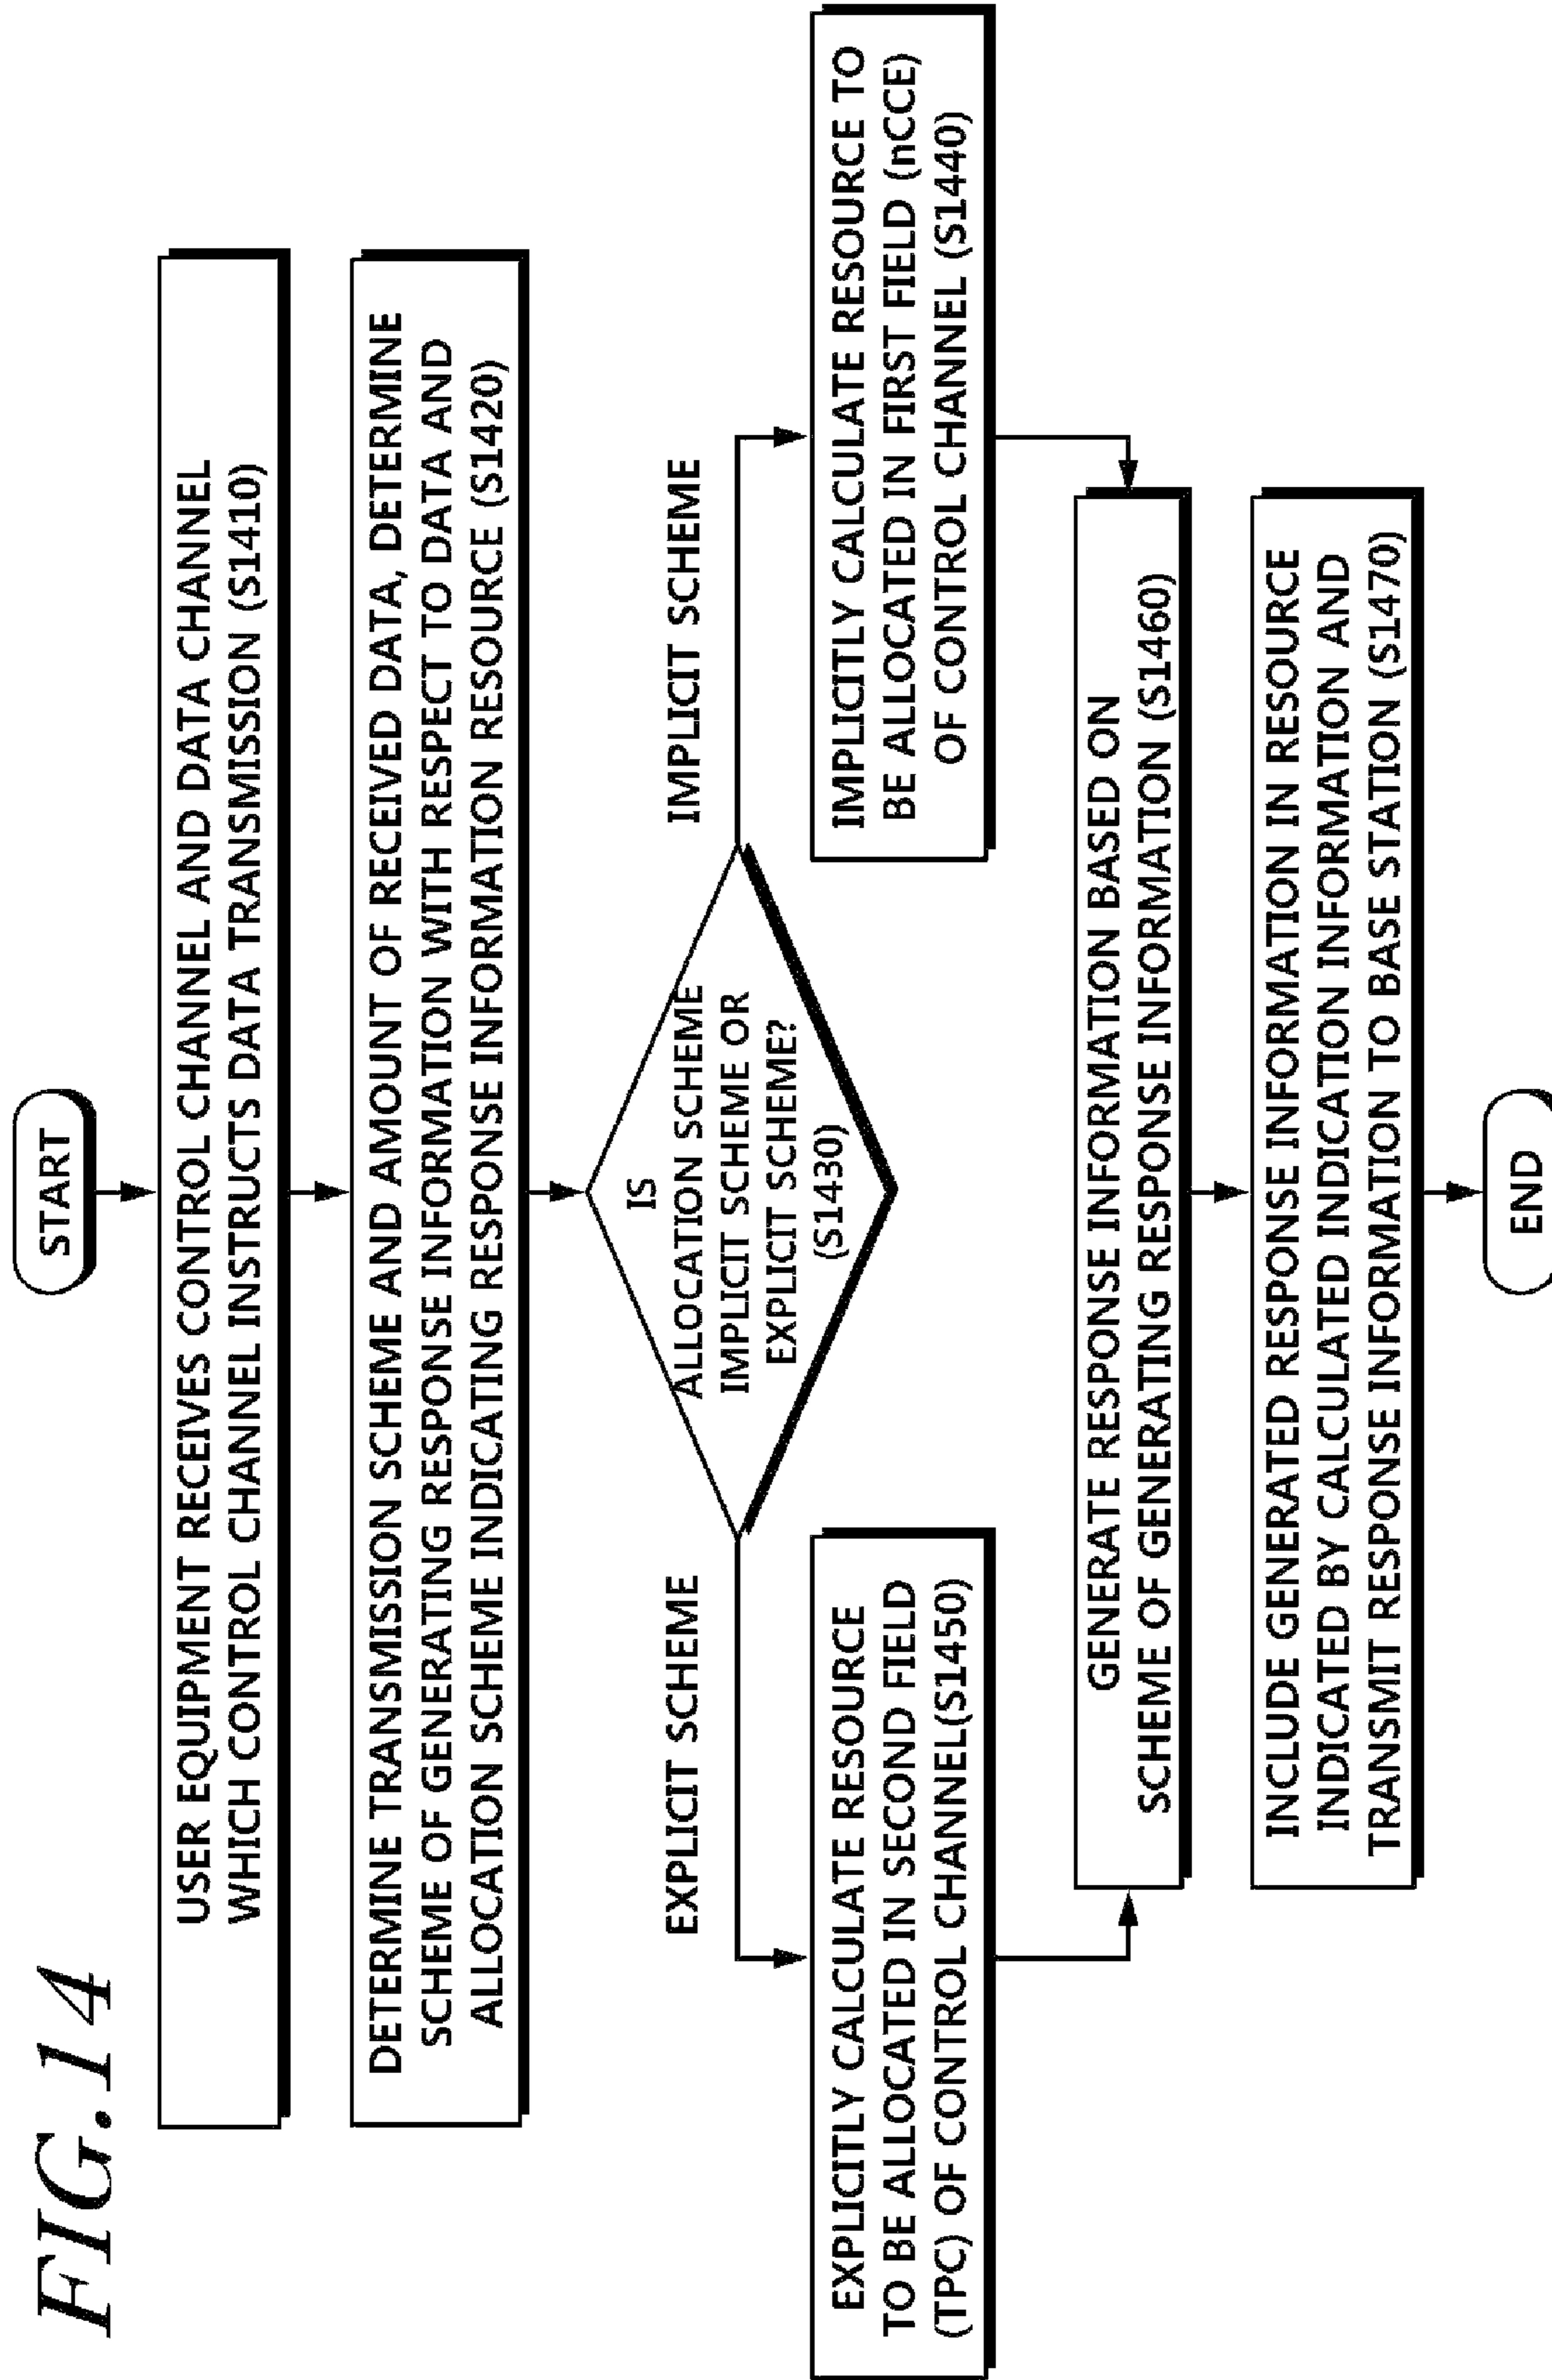 FIG.14
START
USER EQUIPMENT RECEIVES CONTROL CHANNEL AND DATA CHANNEL
WHICH CONTROL CHANNEL INSTRUCTS DATA TRANSMISSION (S1410)
DETERMINE TRANSMISSION SCHEME AND AMOUNT OF RECEIVED DATA, DETERMINE
SCHEME OF GENERATING RESPONSE INFORMATION WITH RESPECT TO DATA AND
ALLOCATION SCHEME INDICATING RESPONSE INFORMATION RESOURCE (S1420)
IS
ALLOCATION SCHEME
IMPLICIT SCHEME OR
EXPLICIT SCHEME?
(S1430)
EXPLICIT SCHEME
IMPLICIT SCHEME
EXPLICITLY CALCULATE RESOURCE
TO BE ALLOCATED IN SECOND FIELD
(TPC) OF CONTROL CHANNEL(S1450)
IMPLICITLY CALCULATE RESOURCE TO
BE ALLOCATED IN FIRST FIELD (nCCE)
OF CONTROL CHANNEL (S1440)
GENERATE RESPONSE INFORMATION BASED ON
SCHEME OF GENERATING RESPONSE INFORMATION (S1460)
INCLUDE GENERATED RESPONSE INFORMATION IN RESOURCE
INDICATED BY CALCULATED INDICATION INFORMATION AND
TRANSMIT RESPONSE INFORMATION TO BASE STATION (S1470)
END